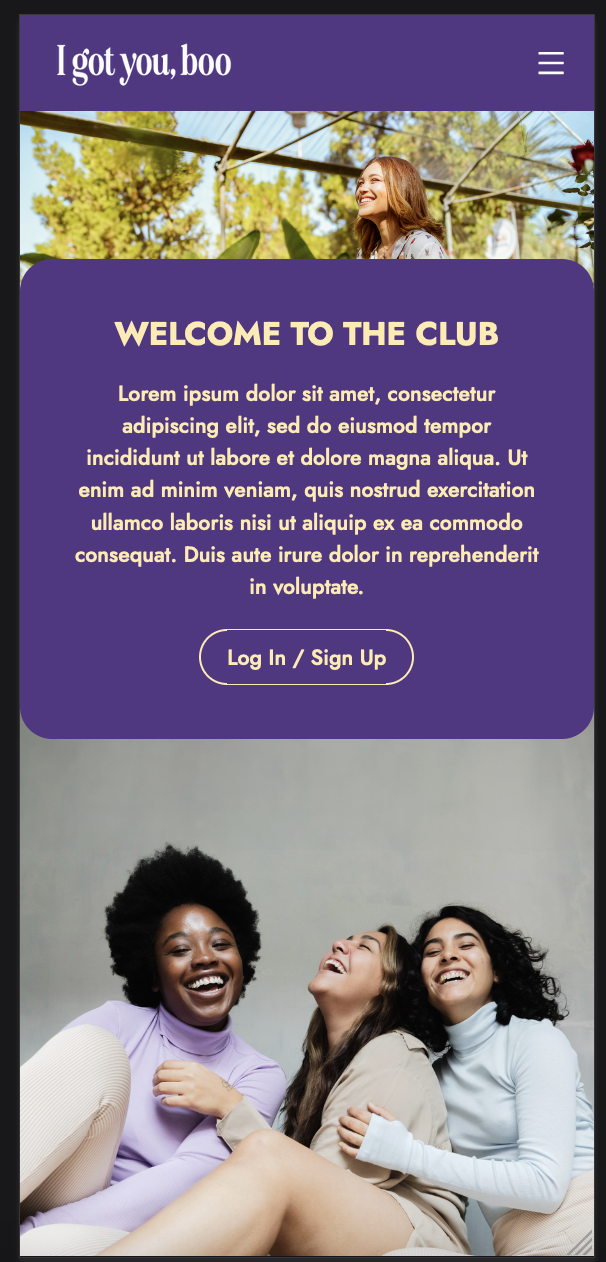 I got you, boo
WELCOME TO THE CLUB
Lorem ipsum dolor sit amet, consectetur
adipiscing elit, sed do eiusmod tempor
incididunt ut labore et dolore magna aliqua. Ut
enim ad minim veniam, quis nostrud exercitation
ullamco laboris nisi ut aliquip ex ea commodo
consequat. Duis aute irure dolor in reprehenderit
in voluptate.
Log In / Sign Up